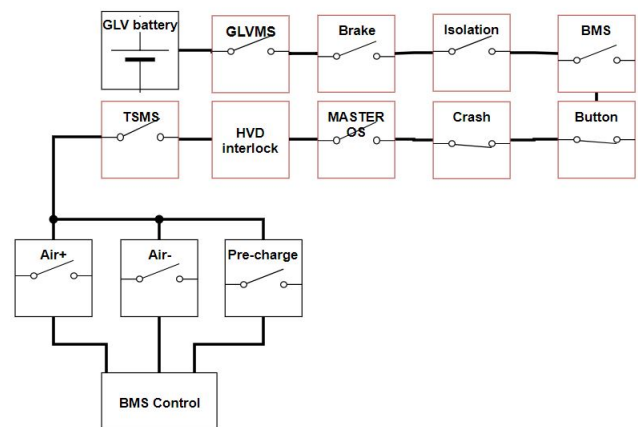 GLV battery
GLVMS
Brake
Isolation
BMS
TSMS
HVD
interlock
MASTER
OS
Crash
Button
Air+
Air-
Pre-charge
BMS Control